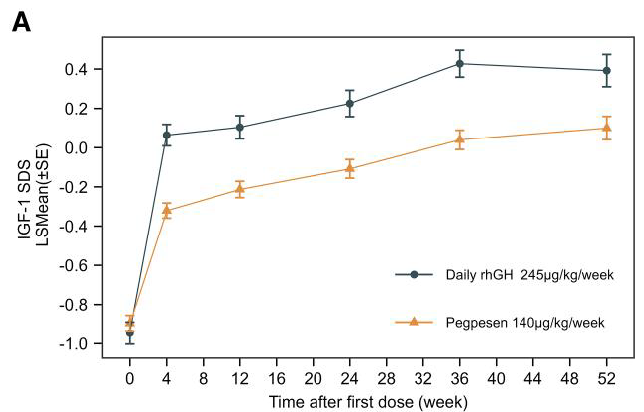 A
IGF-1 SDS
LSMean(±SE)
0.4
0.2
0.0
-0.2
-0.4
-0.6
-0.8
-1.0
Daily rhGH 245μg/kg/week
Pegpesen 140μg/kg/week
0 4 8 12 16 20 24 28 32 36 40 44 48 52
Time after first dose (week)